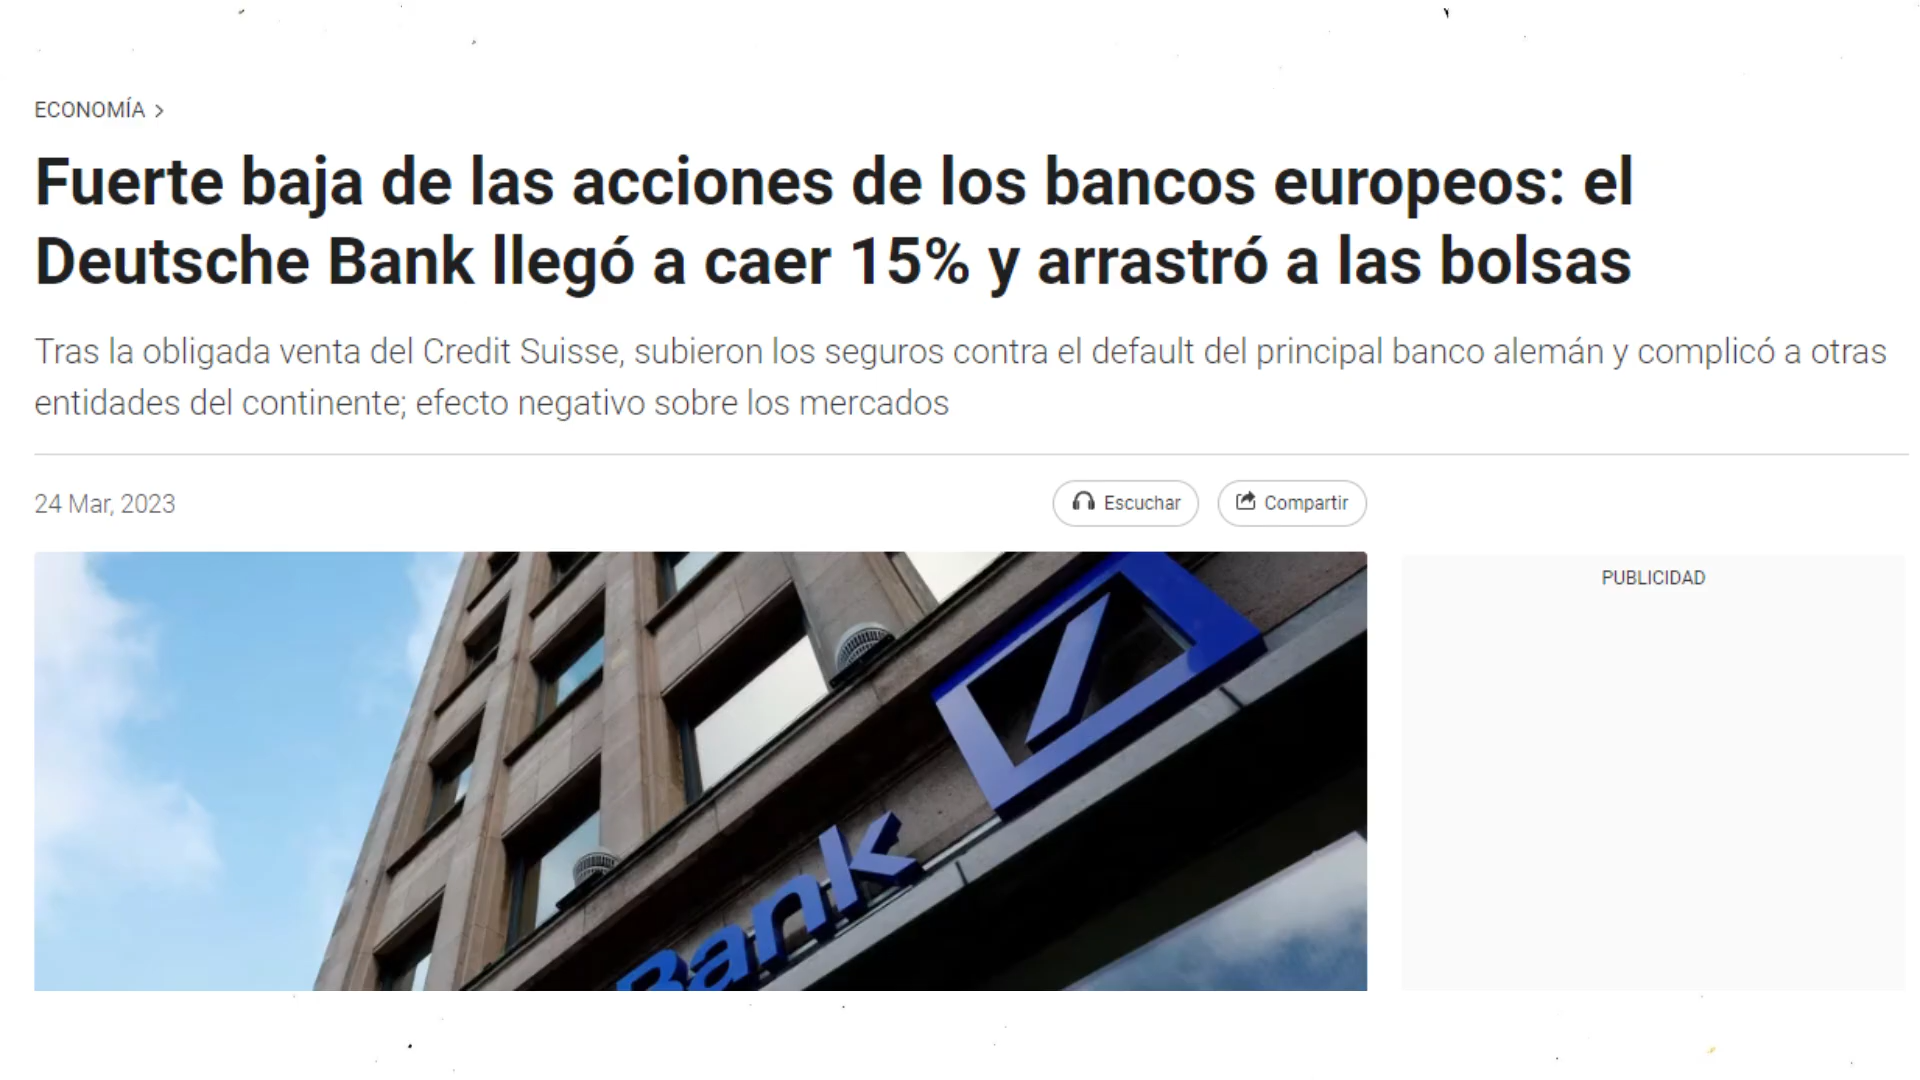 ECONOMÍA >
Fuerte baja de las acciones de los bancos europeos: el
Deutsche Bank llegó a caer 15% y arrastró a las bolsas
Tras la obligada venta del Credit Suisse, subieron los seguros contra el default del principal banco alemán y complicó a otras
entidades del continente; efecto negativo sobre los mercados
24 Mar, 2023
Escuchar
Compartir
PUBLICIDAD
Bank